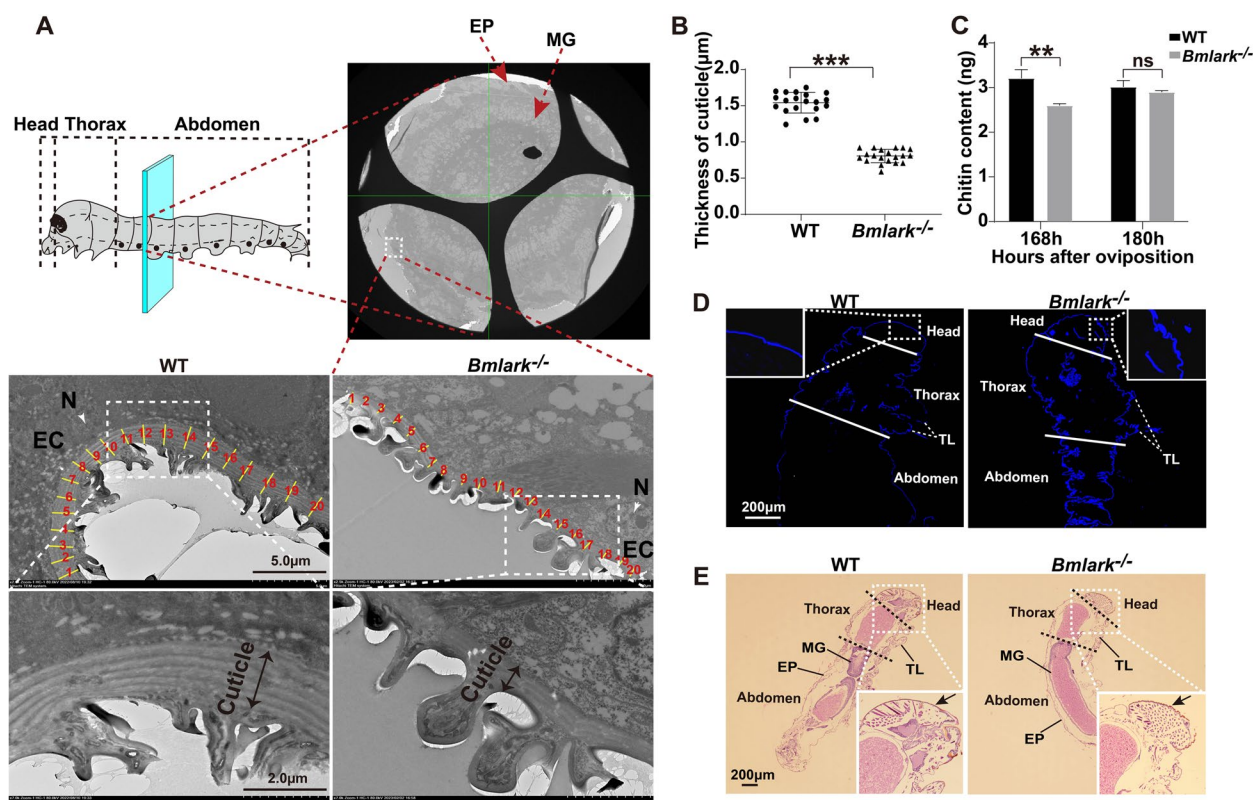 A
EP
MG
Head Thorax Abdomen
WT
Bmlark-/-
N
EC
1
2
3
4
5
6
7
8
9
10
11
12
13
14
15
16
17
18
19
20
5.0μm
1
2
3
4
5
6
7
8
9
10
11
12
13
14
15
16
17
18
19
20
N
EC
Cuticle
2.0μm
Cuticle
B
Thickness of cuticle(μm)
2.0
1.5
1.0
0.5
0.0
***
WT
Bmlark-/-
C
Chitin content (ng)
4
3
2
1
0
**
ns
WT
Bmlark-/-
168h
180h
Hours after oviposition
D
WT
Head
Thorax
TL
Abdomen
200μm
Bmlark-/-
Head
Thorax
TL
Abdomen
E
WT
Thorax
Head
MG
EP
TL
Abdomen
200μm
Bmlark-/-
Thorax
Head
MG
TL
Abdomen
EP